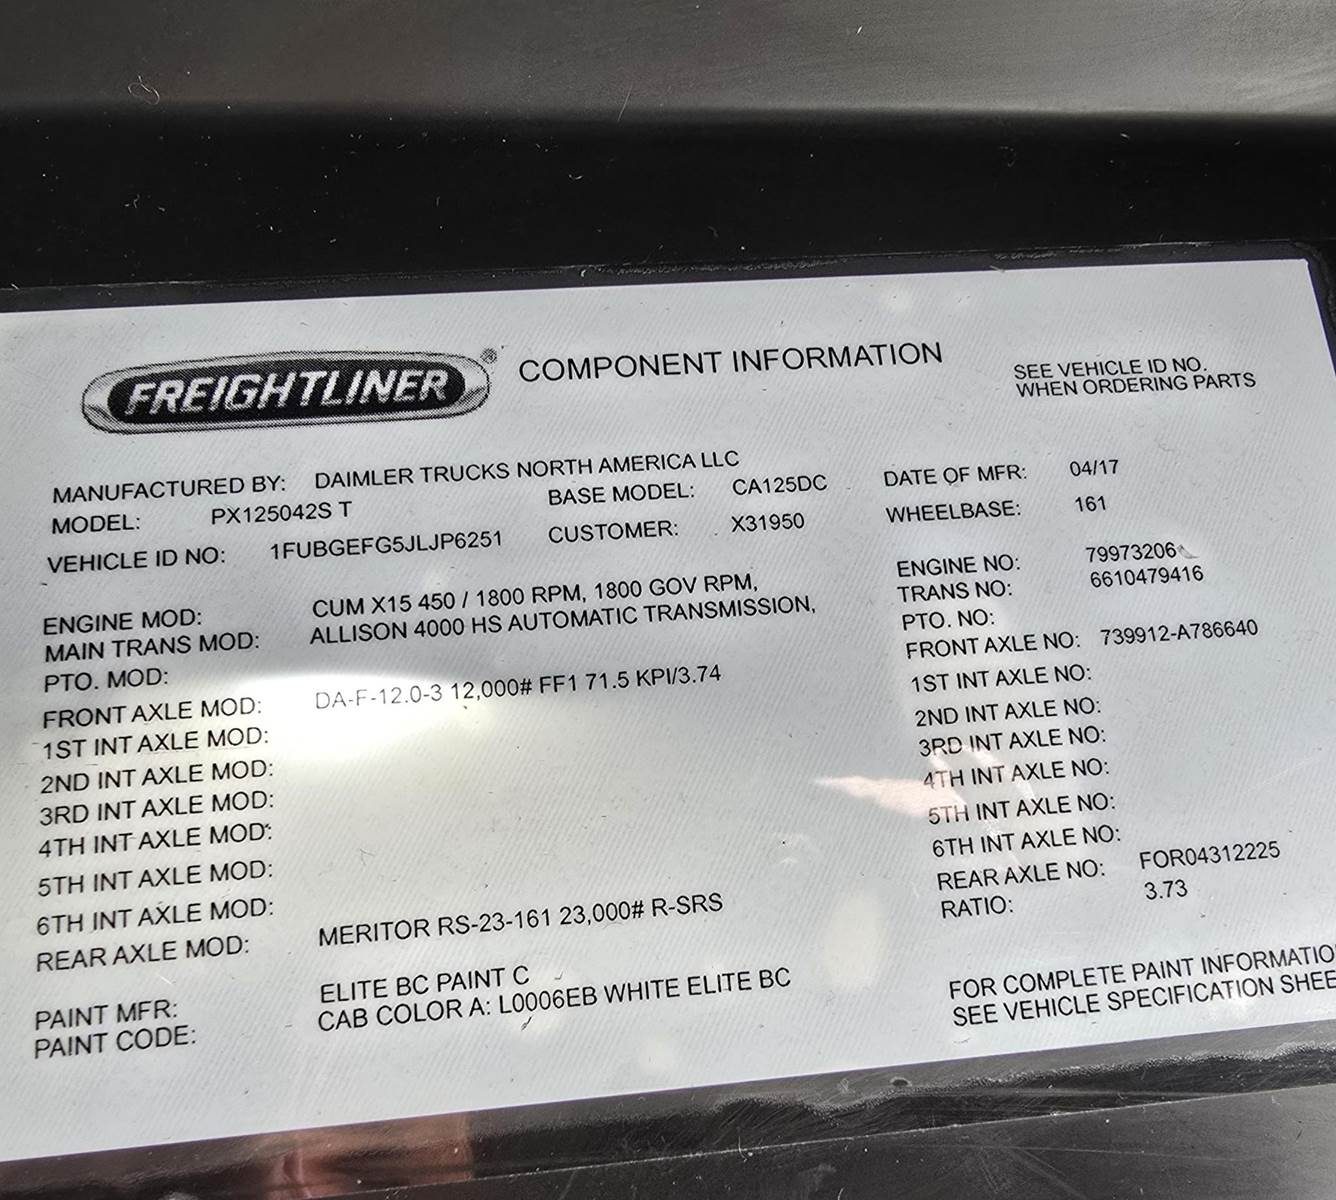 FREIGHTLINER® COMPONENT INFORMATION
SEE VEHICLE ID NO.
WHEN ORDERING PARTS
MANUFACTURED BY: DAIMLER TRUCKS NORTH AMERICA LLC
MODEL: PX125042S T BASE MODEL: CA125DC DATE OF MFR: 04/17
VEHICLE ID NO: 1FUBGEFG5JLJP6251 CUSTOMER: X31950 WHEELBASE: 161
ENGINE MOD: CUM X15 450 / 1800 RPM, 1800 GOV RPM, ENGINE NO: 79973206
MAIN TRANS MOD: ALLISON 4000 HS AUTOMATIC TRANSMISSION, TRANS NO: 6610479416
PTO. MOD: PTO. NO:
FRONT AXLE MOD: DA-F-12.0-3 12,000# FF1 71.5 KPI/3.74 FRONT AXLE NO: 739912-A786640
1ST INT AXLE MOD: 1ST INT AXLE NO:
2ND INT AXLE MOD: 2ND INT AXLE NO:
3RD INT AXLE MOD: 3RD INT AXLE NO:
4TH INT AXLE MOD: 4TH INT AXLE NO:
5TH INT AXLE MOD: 5TH INT AXLE NO:
6TH INT AXLE MOD: 6TH INT AXLE NO:
REAR AXLE MOD: MERITOR RS-23-161 23,000# R-SRS REAR AXLE NO: FOR04312225
RATIO: 3.73
PAINT MFR: ELITE BC PAINT C
PAINT CODE: CAB COLOR A: L0006EB WHITE ELITE BC
FOR COMPLETE PAINT INFORMATIO
SEE VEHICLE SPECIFICATION SHEE